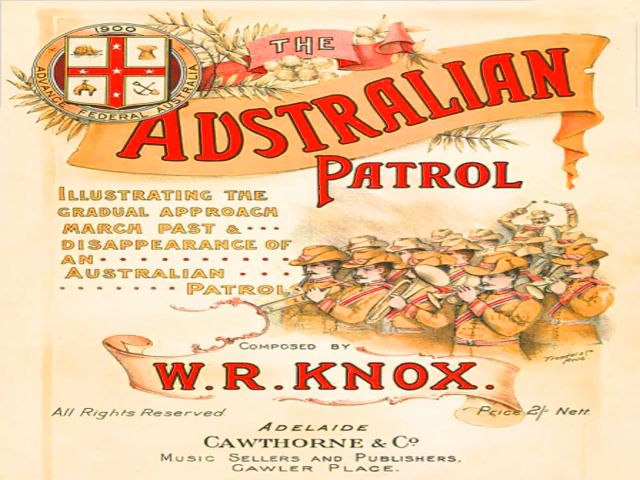 1900
ADVANCE FEDERAL AUSTRALIA
THE
AUSTRALIAN
PATROL
ILLUSTRATING THE
GRADUAL APPROACH
MARCH PAST & ...
DISAPPEARANCE OF
AN . . . . . . . .
AUSTRALIAN . . . .
. . . . . . . . PATROL.
COMPOSED BY
W. R. KNOX.
All Rights Reserved.
Price 2/- Nett.
ADELAIDE
CAWTHORNE & Co
MUSIC SELLERS AND PUBLISHERS,
GAWLER PLACE.